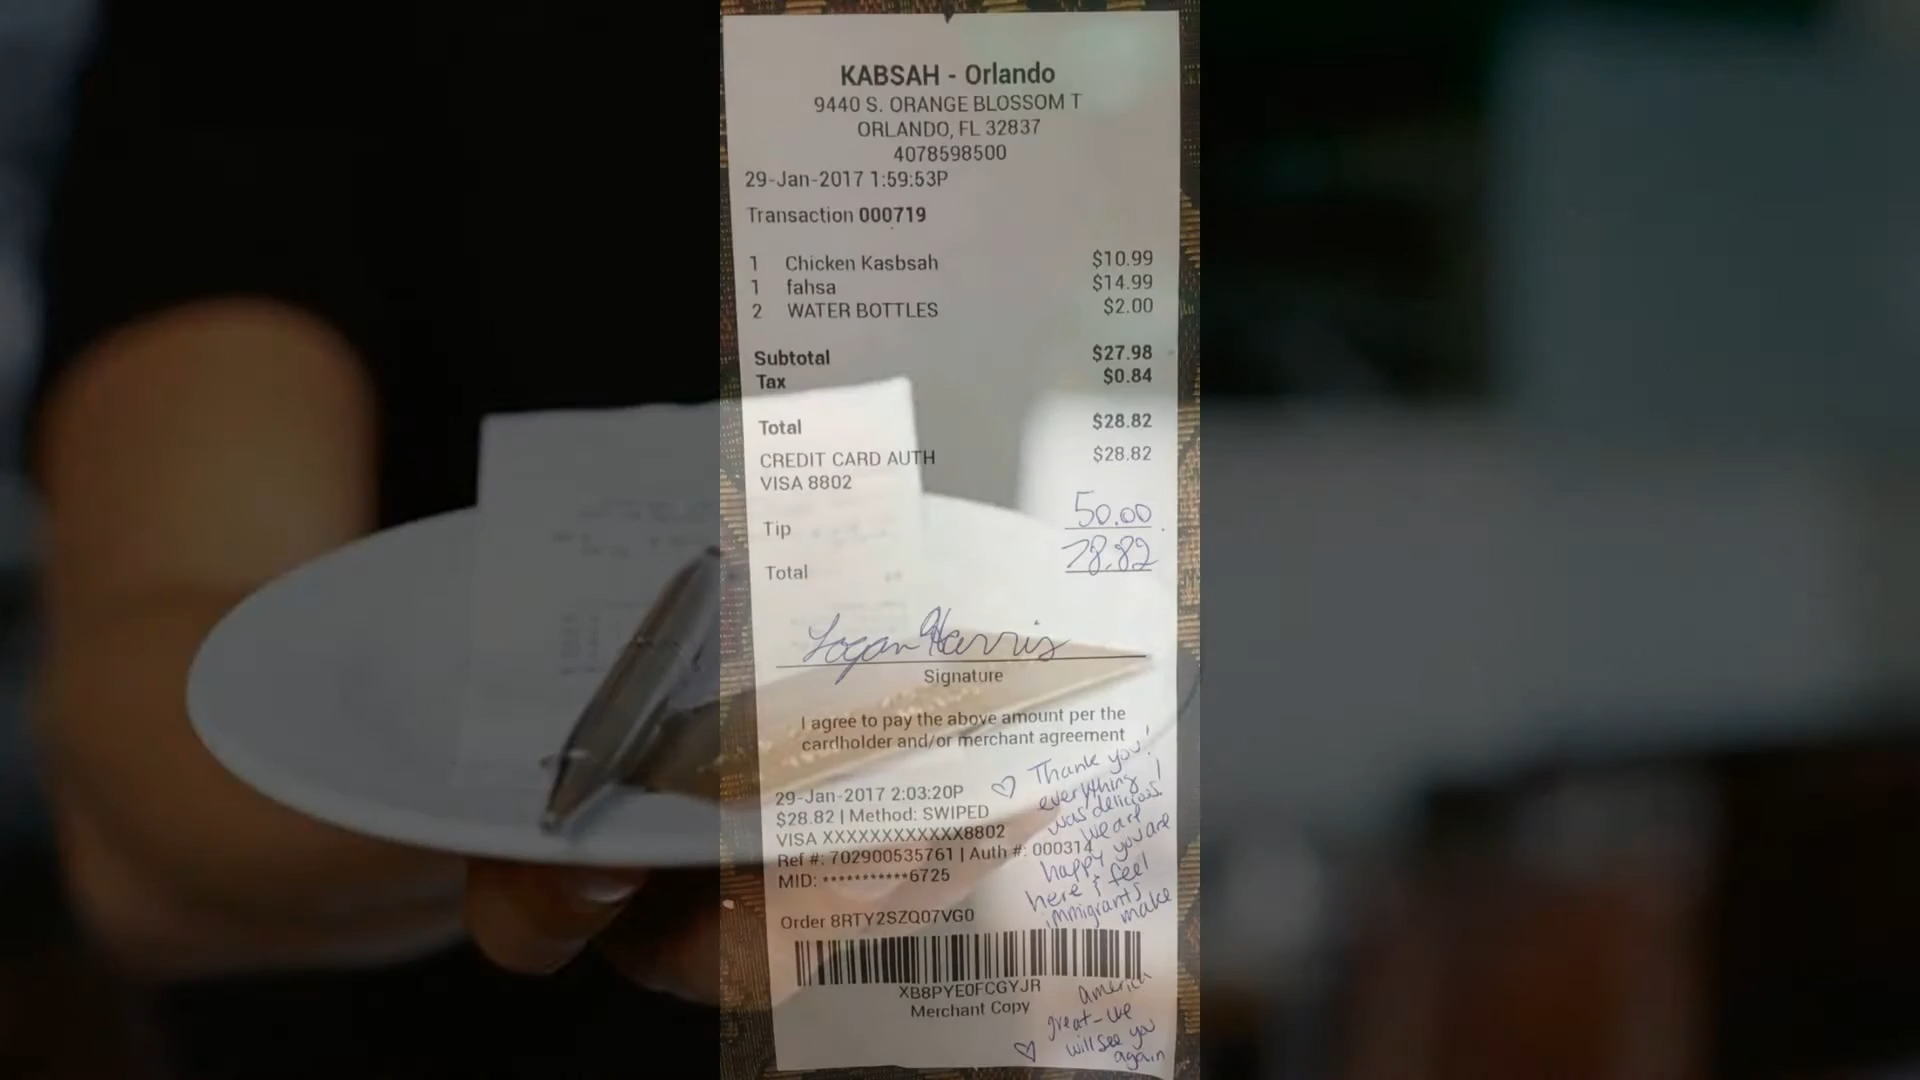 KABSAH - Orlando
9440 S. ORANGE BLOSSOM T
ORLANDO, FL 32837
4078598500
29-Jan-2017 1:59:53P
Transaction 000719
1 Chicken Kasbsah $10.99
1 fahsa $14.99
2 WATER BOTTLES $2.00
Subtotal $27.98
Tax $0.84
Total $28.82
CREDIT CARD AUTH $28.82
VISA 8802
Tip 50.00
Total 78.82
Logan Harris
Signature
I agree to pay the above amount per the
cardholder and/or merchant agreement
29-Jan-2017 2:03:20P
$28.82 | Method: SWIPED
VISA XXXXXXXXXXXX8802
Ref #: 702900535761 | Auth #: 000314
MID: ***********6725
Order 8RTY2SZQ07VG0
XB8PYE0FCGYJR
Merchant Copy
♡ Thank you!
everything
was delicious!
We are
happy you are
here & feel
immigrants
make
america
great - we
♡ will see you
again